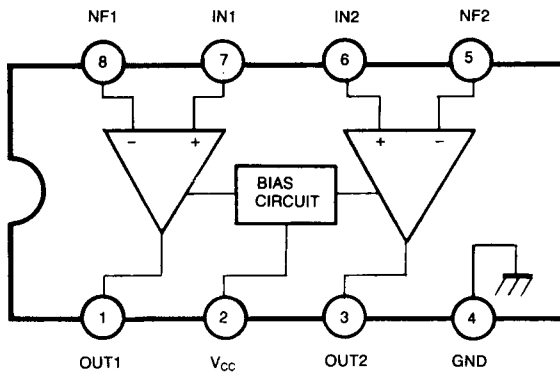 NF1 IN1 IN2 NF2
8 7 6 5
- + + -
BIAS
CIRCUIT
1 2 3 4
OUT1 VCC OUT2 GND